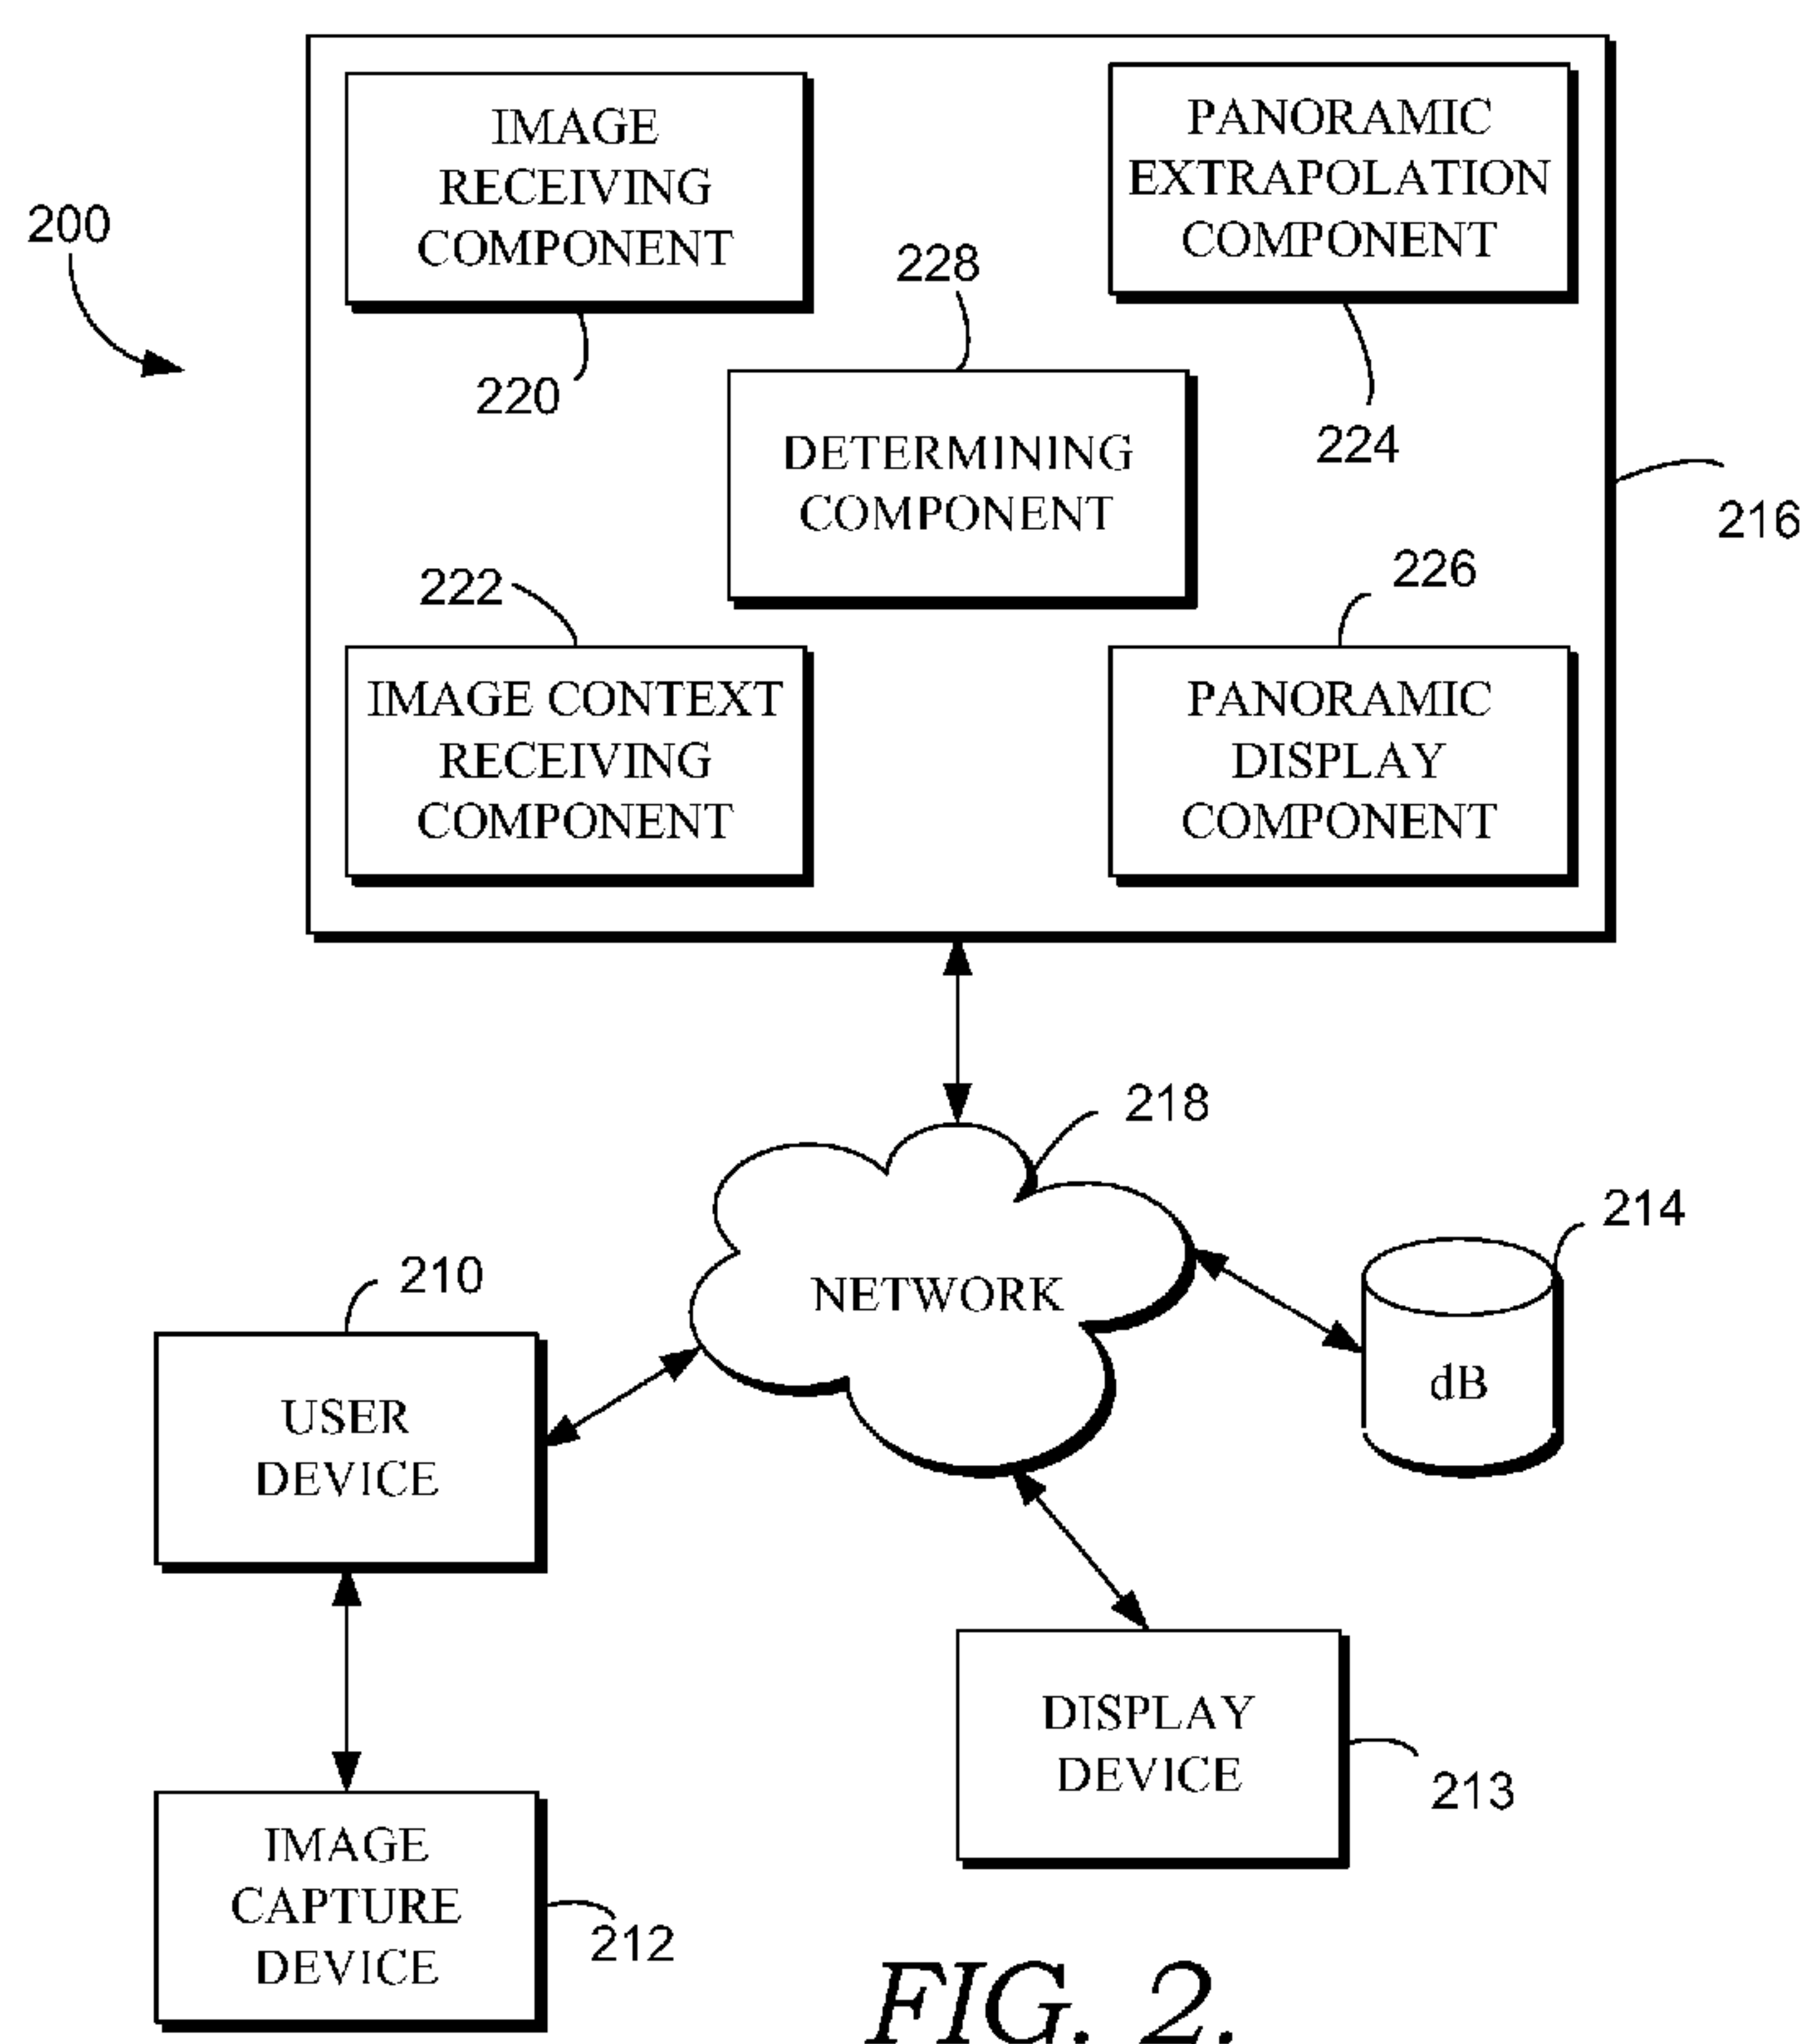 200
IMAGE
RECEIVING
COMPONENT
220
PANORAMIC
EXTRAPOLATION
COMPONENT
224
228
DETERMINING
COMPONENT
216
222
IMAGE CONTEXT
RECEIVING
COMPONENT
226
PANORAMIC
DISPLAY
COMPONENT
218
NETWORK
214
dB
210
USER
DEVICE
DISPLAY
DEVICE
213
IMAGE
CAPTURE
DEVICE
212
FIG. 2.